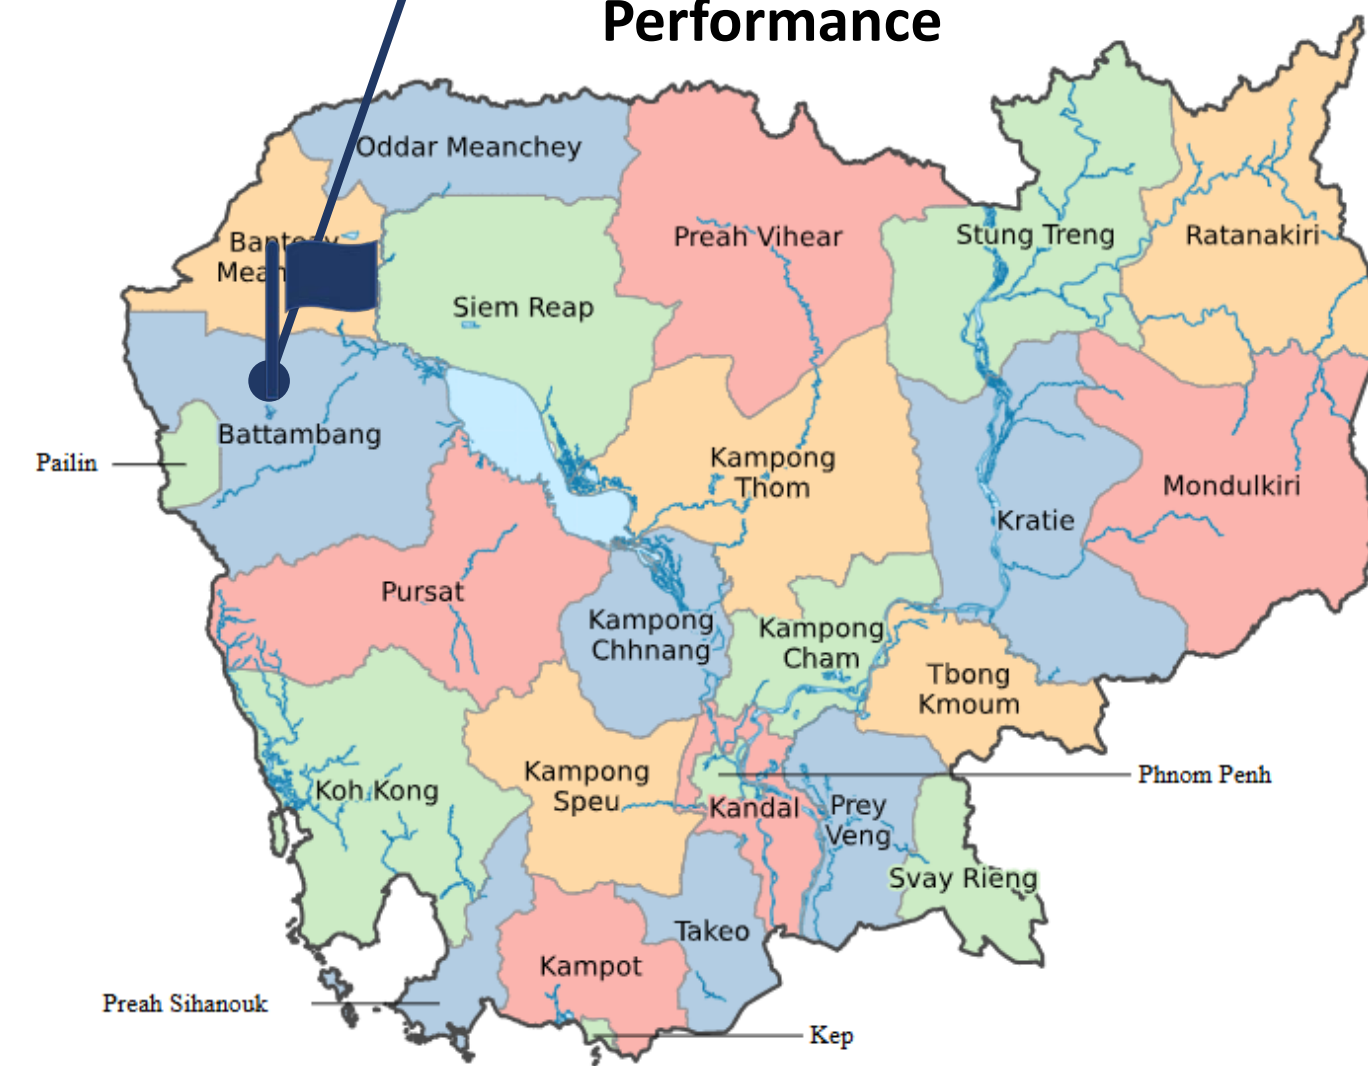 Performance
Oddar Meanchey
Preah Vihear
Stung Treng
Ratanakiri
Siem Reap
Battambang
Pailin
Kampong
Thom
Mondulkiri
Kratie
Pursat
Kampong
Chhnang
Kampong
Cham
Tbong
Kmoum
Koh Kong
Kampong
Speu
Phnom Penh
Kandal
Prey
Veng
Svay Rieng
Takeo
Kampot
Preah Sihanouk
Kep